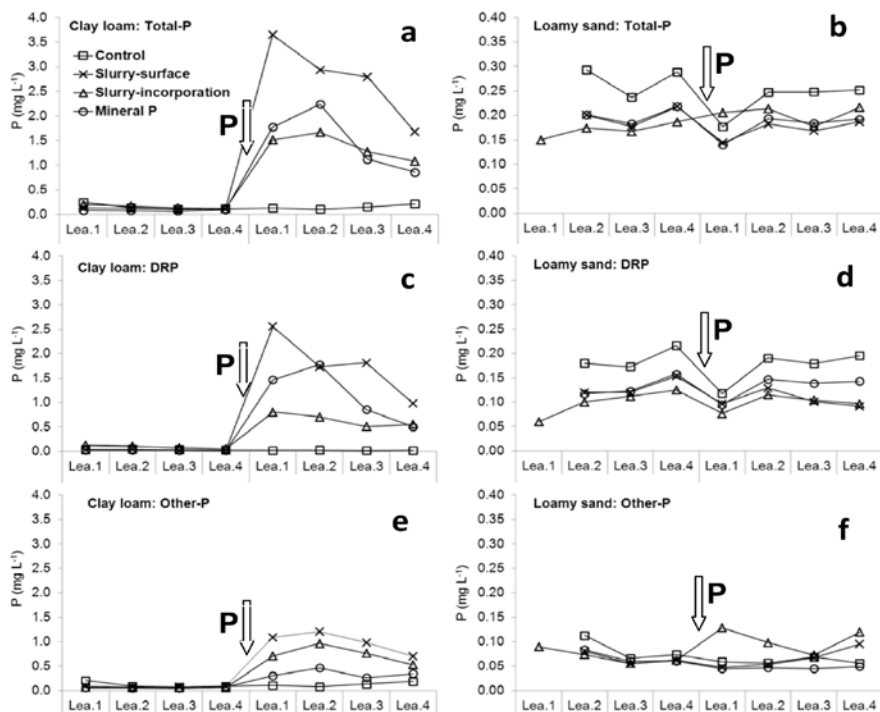 Clay loam: Total-P
a
Control
Slurry-surface
Slurry-incorporation
Mineral P
P
P (mg L⁻¹)
4.0
3.5
3.0
2.5
2.0
1.5
1.0
0.5
0.0
Lea.1 Lea.2 Lea.3 Lea.4 Lea.1 Lea.2 Lea.3 Lea.4
Loamy sand: Total-P
b
P
P (mg L⁻¹)
0.40
0.35
0.30
0.25
0.20
0.15
0.10
0.05
0.00
Lea.1 Lea.2 Lea.3 Lea.4 Lea.1 Lea.2 Lea.3 Lea.4
Clay loam: DRP
c
P
P (mg L⁻¹)
4.0
3.5
3.0
2.5
2.0
1.5
1.0
0.5
0.0
Lea.1 Lea.2 Lea.3 Lea.4 Lea.1 Lea.2 Lea.3 Lea.4
Loamy sand: DRP
d
P
P (mg L⁻¹)
0.40
0.35
0.30
0.25
0.20
0.15
0.10
0.05
0.00
Lea.1 Lea.2 Lea.3 Lea.4 Lea.1 Lea.2 Lea.3 Lea.4
Clay loam: Other-P
e
P
P (mg L⁻¹)
4.0
3.5
3.0
2.5
2.0
1.5
1.0
0.5
0.0
Lea.1 Lea.2 Lea.3 Lea.4 Lea.1 Lea.2 Lea.3 Lea.4
Loamy sand: Other-P
f
P
P (mg L⁻¹)
0.40
0.35
0.30
0.25
0.20
0.15
0.10
0.05
0.00
Lea.1 Lea.2 Lea.3 Lea.4 Lea.1 Lea.2 Lea.3 Lea.4